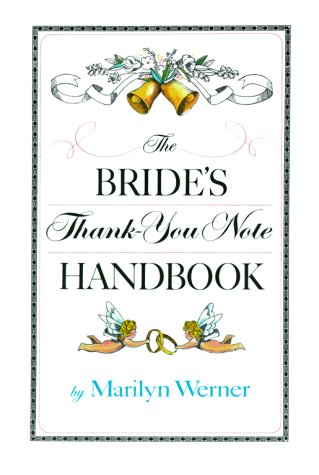 The
BRIDE'S
Thank-You Note
HANDBOOK
by Marilyn Werner